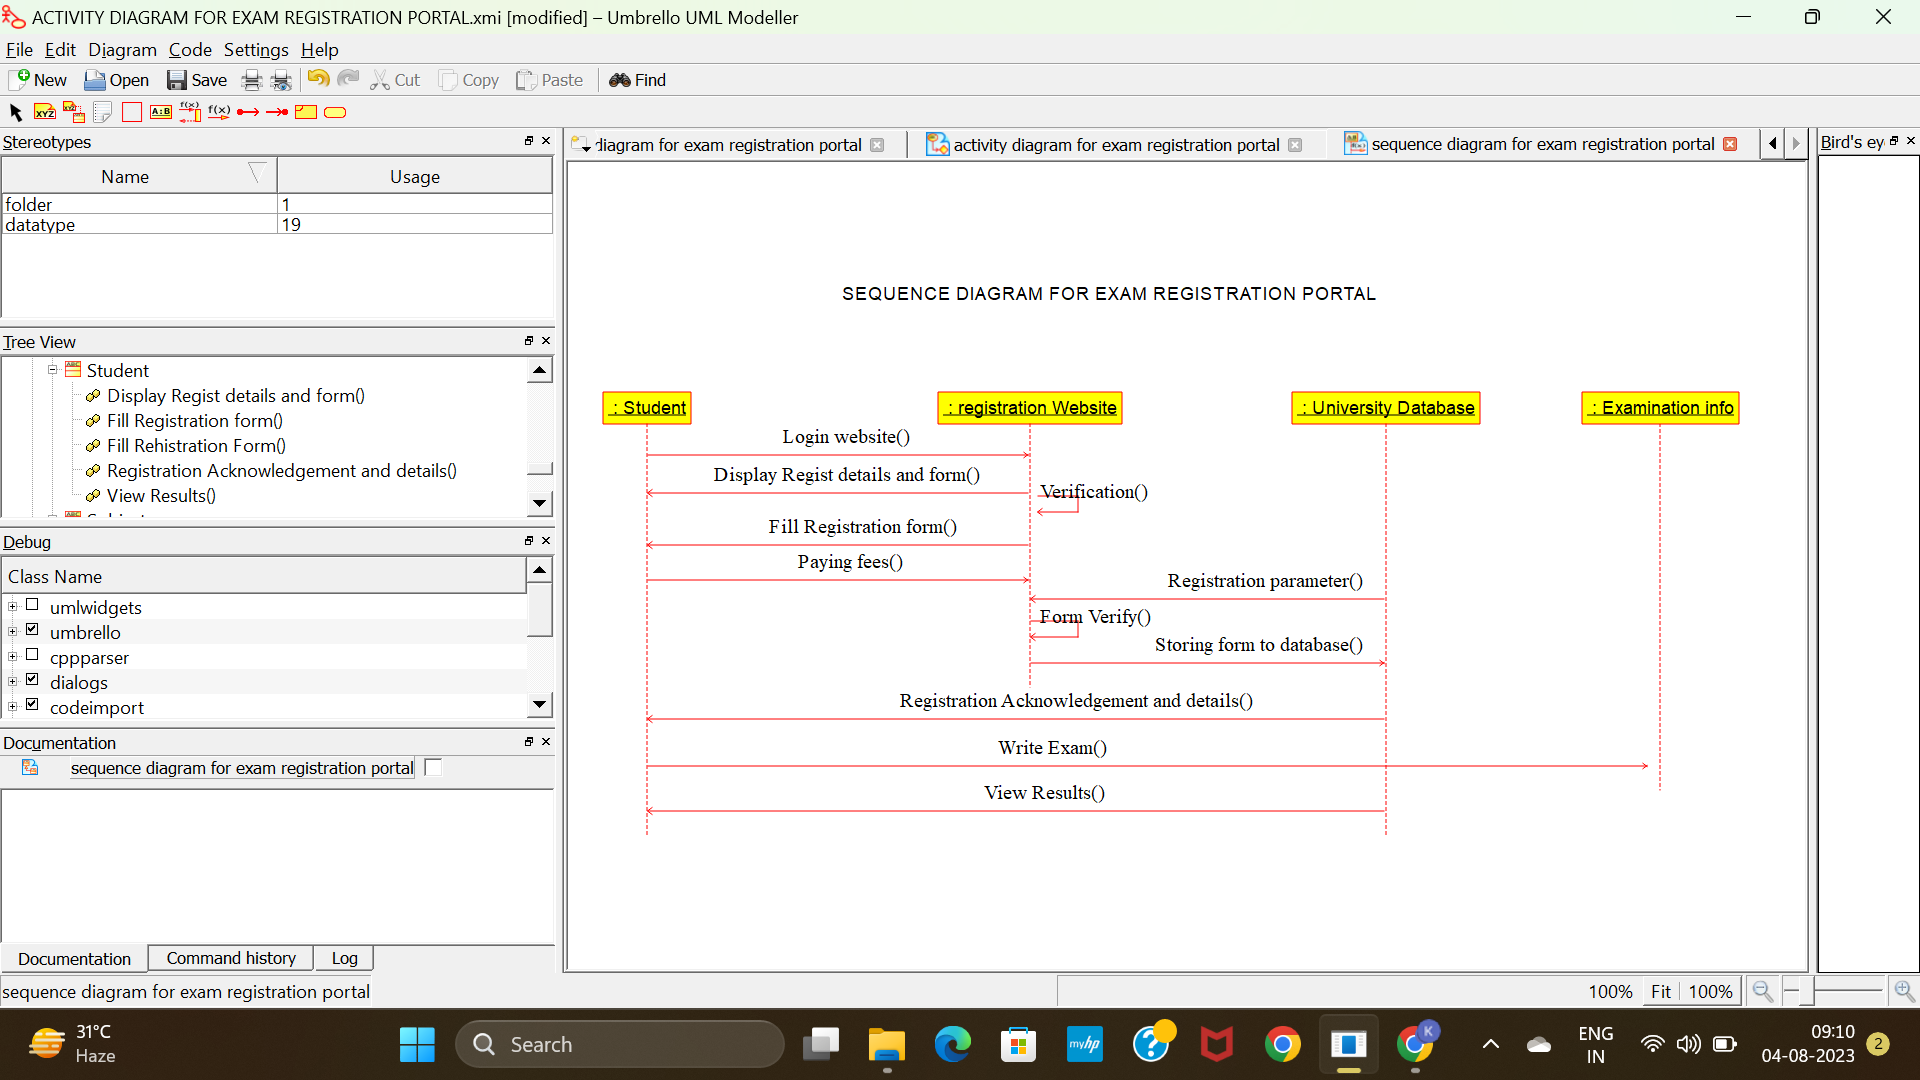 ACTIVITY DIAGRAM FOR EXAM REGISTRATION PORTAL.xmi [modified] – Umbrello UML Modeller
File Edit Diagram Code Settings Help
New Open Save Cut Copy Paste Find
XYZ XYZ A:B f(x) f(x)
Stereotypes
Name Usage
folder 1
datatype 19
Tree View
Student
Display Regist details and form()
Fill Registration form()
Fill Rehistration Form()
Registration Acknowledgement and details()
View Results()
Debug
Class Name
umlwidgets
umbrello
cppparser
dialogs
codeimport
Documentation
sequence diagram for exam registration portal
Documentation Command history Log
sequence diagram for exam registration portal
diagram for exam registration portal
activity diagram for exam registration portal
sequence diagram for exam registration portal
Bird's ey
SEQUENCE DIAGRAM FOR EXAM REGISTRATION PORTAL
: Student : registration Website : University Database : Examination info
Login website()
Display Regist details and form()
Verification()
Fill Registration form()
Paying fees()
Registration parameter()
Form Verify()
Storing form to database()
Registration Acknowledgement and details()
Write Exam()
View Results()
100% Fit 100%
31°C
Haze
Search
myhp
K
ENG
IN
09:10
04-08-2023
2